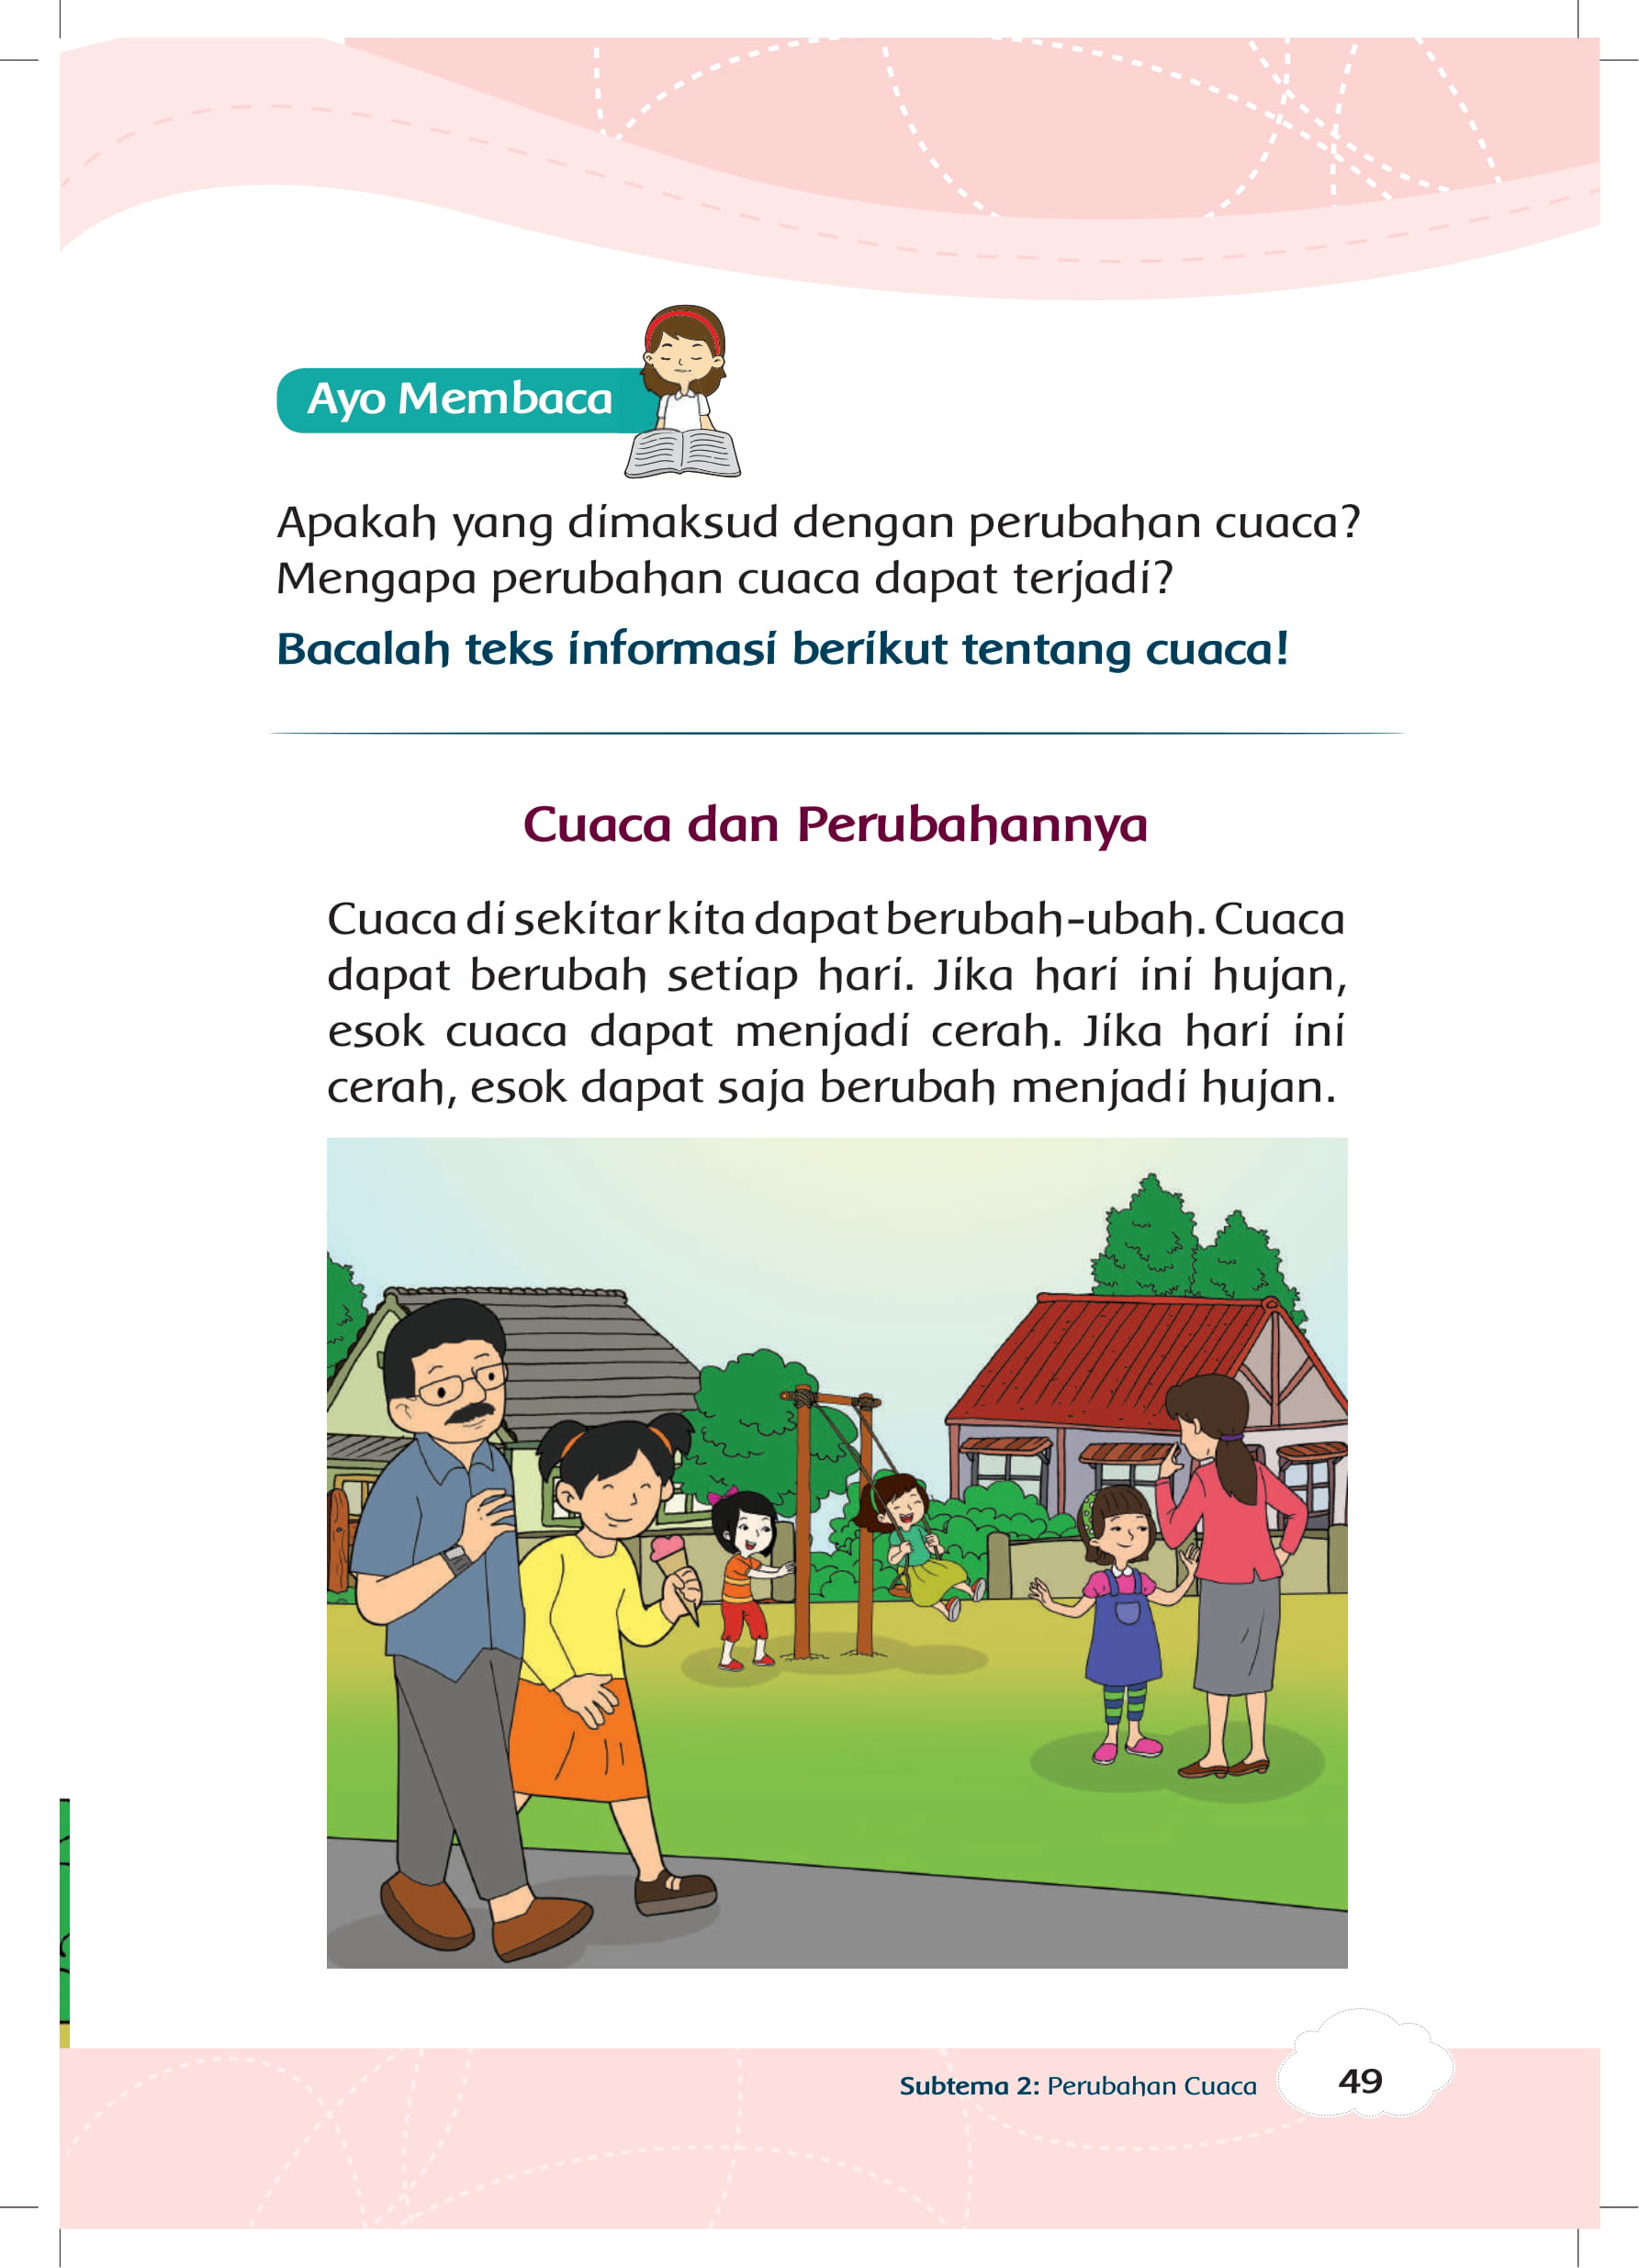 Ayo Membaca
Apakah yang dimaksud dengan perubahan cuaca?
Mengapa perubahan cuaca dapat terjadi?
Bacalah teks informasi berikut tentang cuaca!
Cuaca dan Perubahannya
Cuaca di sekitar kita dapat berubah-ubah. Cuaca
dapat berubah setiap hari. Jika hari ini hujan,
esok cuaca dapat menjadi cerah. Jika hari ini
cerah, esok dapat saja berubah menjadi hujan.
Subtema 2: Perubahan Cuaca
49